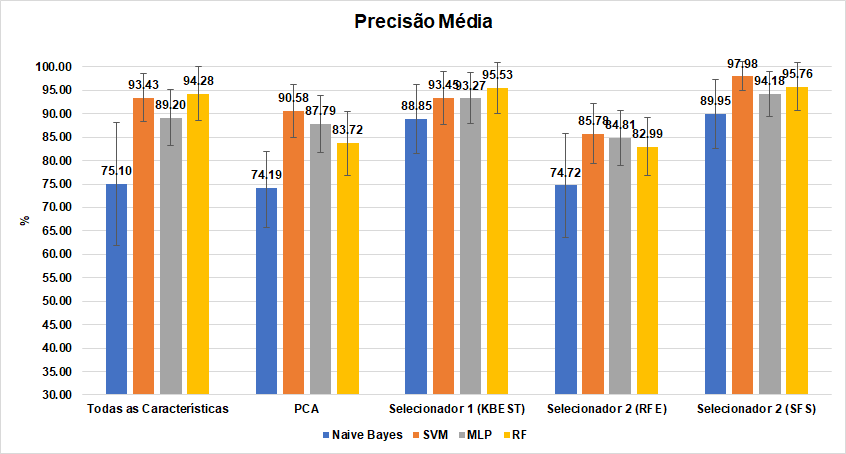 Precisão Média
100.00
95.00
90.00
85.00
80.00
75.00
70.00
65.00
60.00
55.00
50.00
45.00
40.00
35.00
30.00
%
75.10 93.43 89.20 94.28
74.19 90.58 87.79 83.72
88.85 93.45 93.27 95.53
74.72 85.78 84.81 82.99
89.95 97.98 94.18 95.76
Todas as Características PCA Selecionador 1 (KBEST) Selecionador 2 (RFE) Selecionador 2 (SFS)
Naive Bayes SVM MLP RF